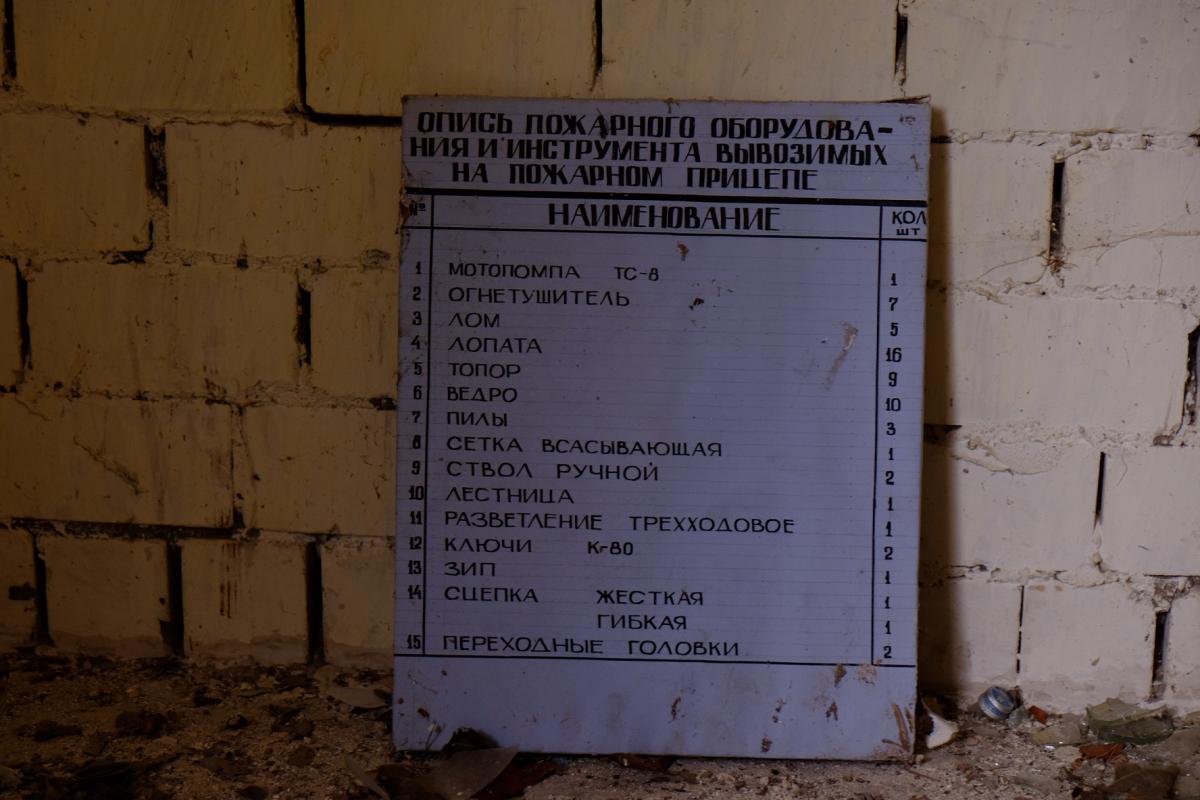 ОПИСЬ ПОЖАРНОГО ОБОРУДОВА-
НИЯ И ИНСТРУМЕНТА ВЫВОЗИМЫХ
НА ПОЖАРНОМ ПРИЦЕПЕ
№ НАИМЕНОВАНИЕ КОЛ
ШТ
1 МОТОПОМПА ТС-8 1
2 ОГНЕТУШИТЕЛЬ 7
3 ЛОМ 5
4 ЛОПАТА 16
5 ТОПОР 9
6 ВЕДРО 10
7 ПИЛЫ 3
8 СЕТКА ВСАСЫВАЮЩАЯ 1
9 СТВОЛ РУЧНОЙ 2
10 ЛЕСТНИЦА 1
11 РАЗВЕТЛЕНИЕ ТРЕХХОДОВОЕ 1
12 КЛЮЧИ К-80 2
13 ЗИП 1
14 СЦЕПКА ЖЕСТКАЯ 1
ГИБКАЯ 1
15 ПЕРЕХОДНЫЕ ГОЛОВКИ 2